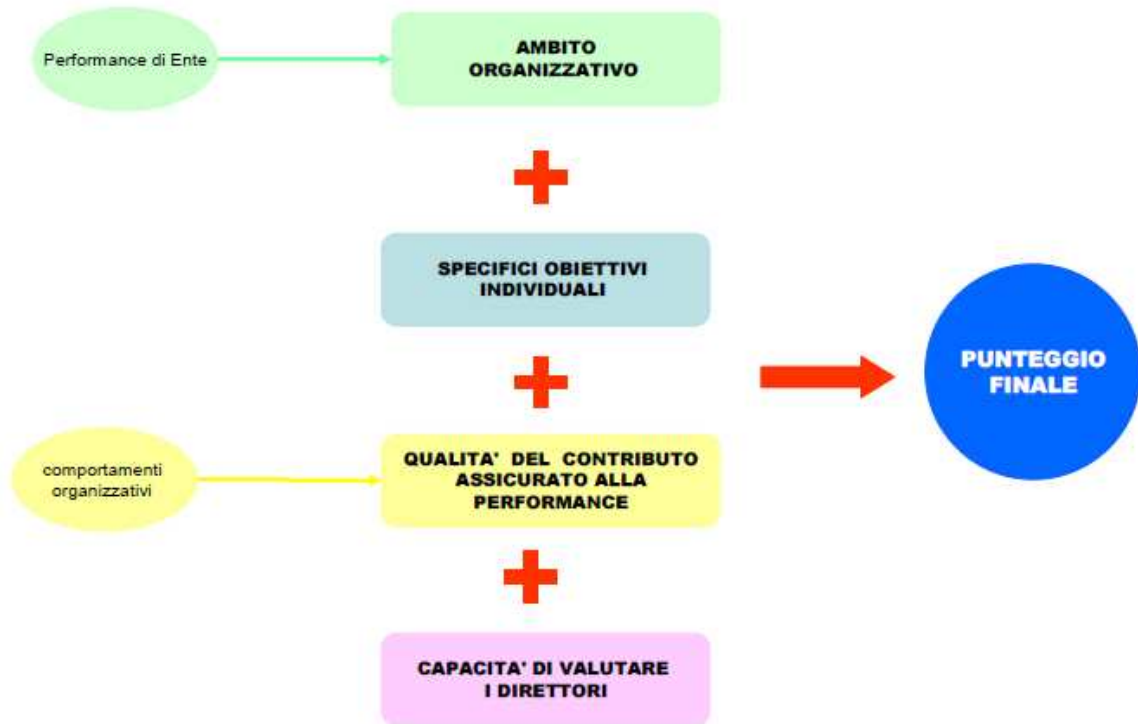 Performance di Ente
AMBITO
ORGANIZZATIVO
SPECIFICI OBIETTIVI
INDIVIDUALI
PUNTEGGIO
FINALE
comportamenti
organizzativi
QUALITA' DEL CONTRIBUTO
ASSICURATO ALLA
PERFORMANCE
CAPACITA' DI VALUTARE
I DIRETTORI